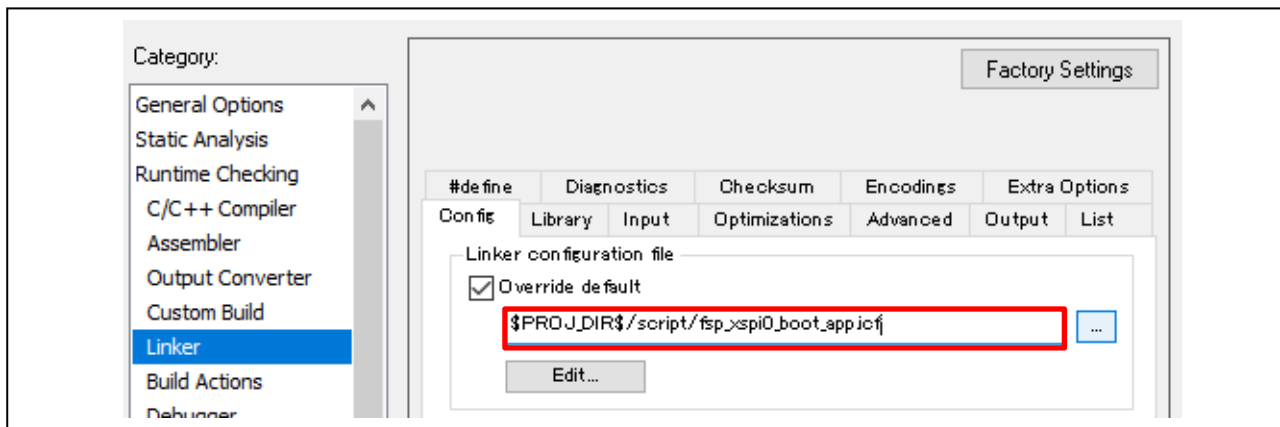 Category:
General Options
Static Analysis
Runtime Checking
C/C++ Compiler
Assembler
Output Converter
Custom Build
Linker
Build Actions
Debugger
Factory Settings
#define Diagnostics Checksum Encodings Extra Options
Config Library Input Optimizations Advanced Output List
Linker configuration file
Override default
$PROJ_DIR$/script/fsp_xspi0_boot_app.icf
...
Edit...